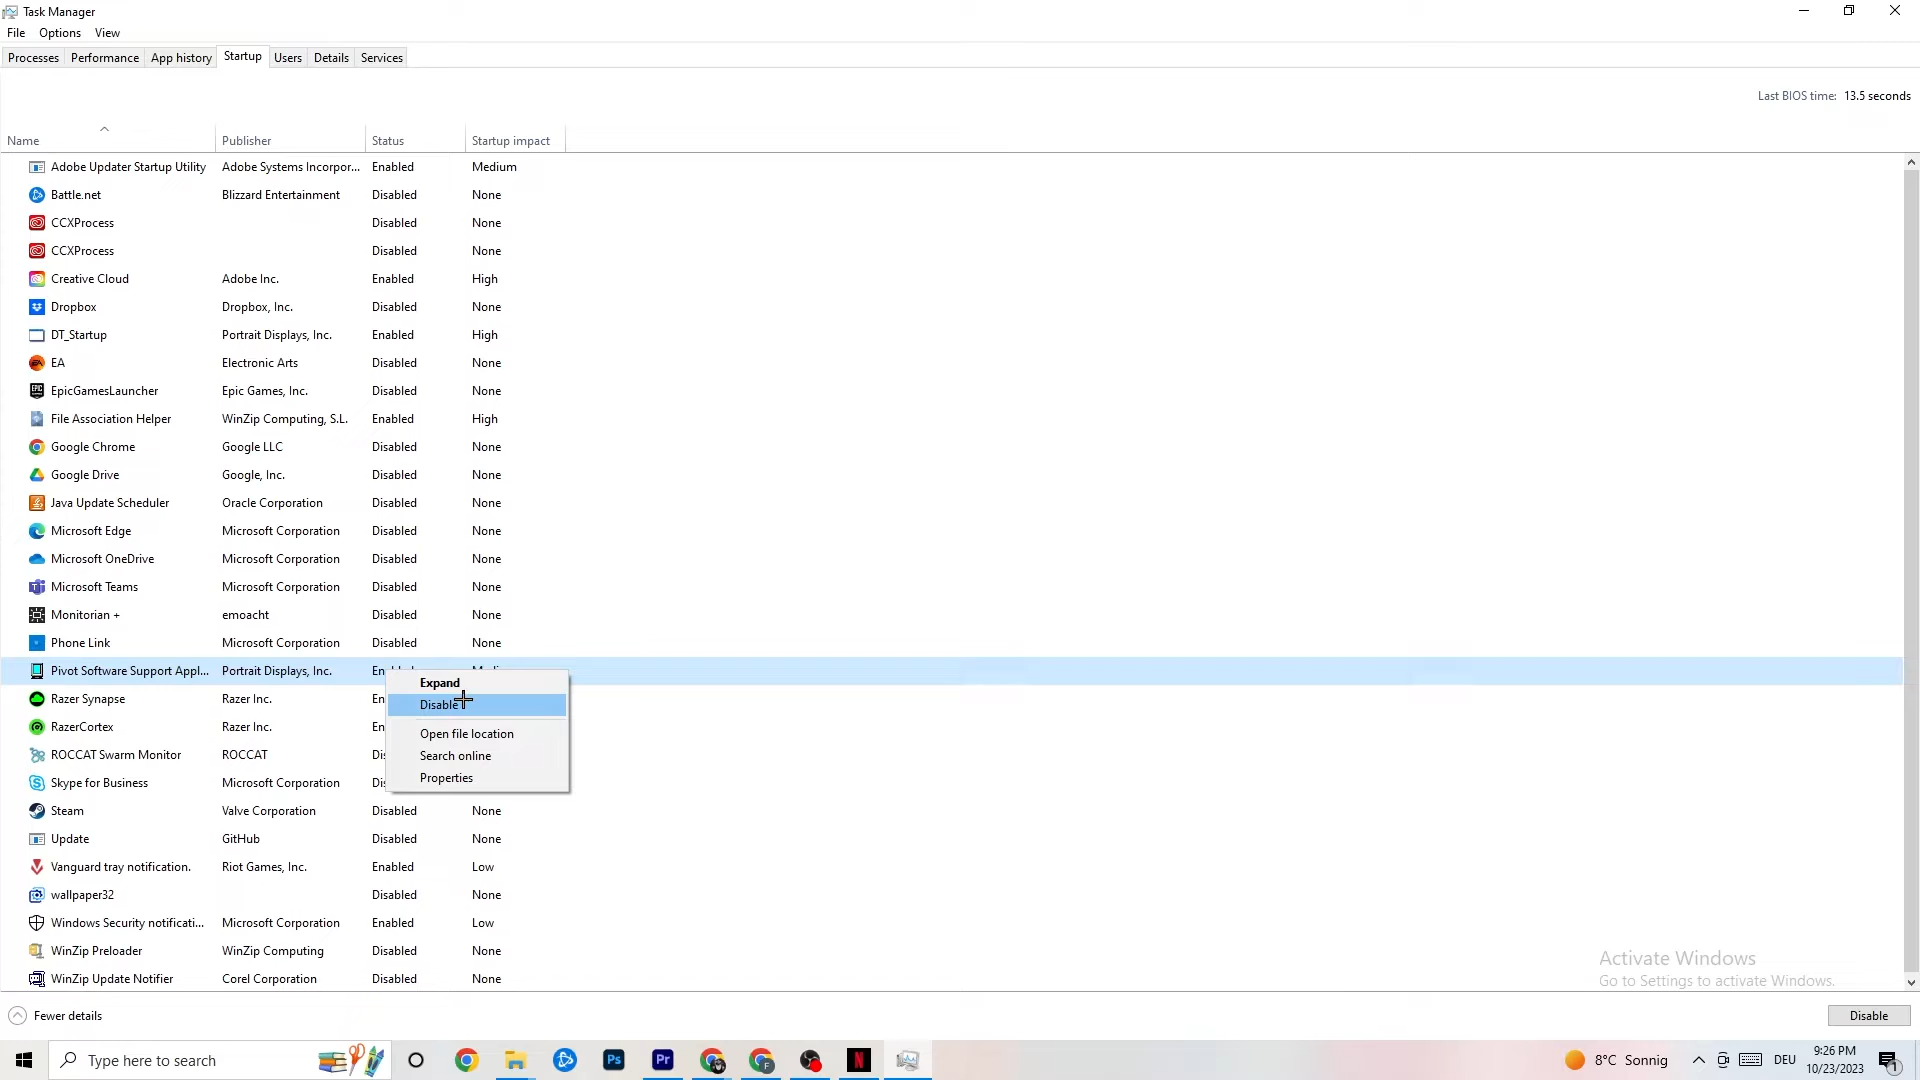 Task Manager
File Options View
Processes Performance App history Startup Users Details Services
Last BIOS time: 13.5 seconds
Name Publisher Status Startup impact
Adobe Updater Startup Utility Adobe Systems Incorpor... Enabled Medium
Battle.net Blizzard Entertainment Disabled None
CCXProcess Disabled None
CCXProcess Disabled None
Creative Cloud Adobe Inc. Enabled High
Dropbox Dropbox, Inc. Disabled None
DT_Startup Portrait Displays, Inc. Enabled High
EA Electronic Arts Disabled None
EpicGamesLauncher Epic Games, Inc. Disabled None
File Association Helper WinZip Computing, S.L. Enabled High
Google Chrome Google LLC Disabled None
Google Drive Google, Inc. Disabled None
Java Update Scheduler Oracle Corporation Disabled None
Microsoft Edge Microsoft Corporation Disabled None
Microsoft OneDrive Microsoft Corporation Disabled None
Microsoft Teams Microsoft Corporation Disabled None
Monitorian + emoacht Disabled None
Phone Link Microsoft Corporation Disabled None
Pivot Software Support Appl... Portrait Displays, Inc.
Expand
Razer Synapse Razer Inc. En
Disable
RazerCortex Razer Inc. En
Open file location
ROCCAT Swarm Monitor ROCCAT Dis
Search online
Skype for Business Microsoft Corporation Dis
Properties
Steam Valve Corporation Disabled None
Update GitHub Disabled None
Vanguard tray notification. Riot Games, Inc. Enabled Low
wallpaper32 Disabled None
Windows Security notificati... Microsoft Corporation Enabled Low
WinZip Preloader WinZip Computing Disabled None
WinZip Update Notifier Corel Corporation Disabled None
Activate Windows
Go to Settings to activate Windows.
Fewer details Disable
Type here to search Ps Pr F N 8°C Sonnig DEU 9:26 PM
10/23/2023 1